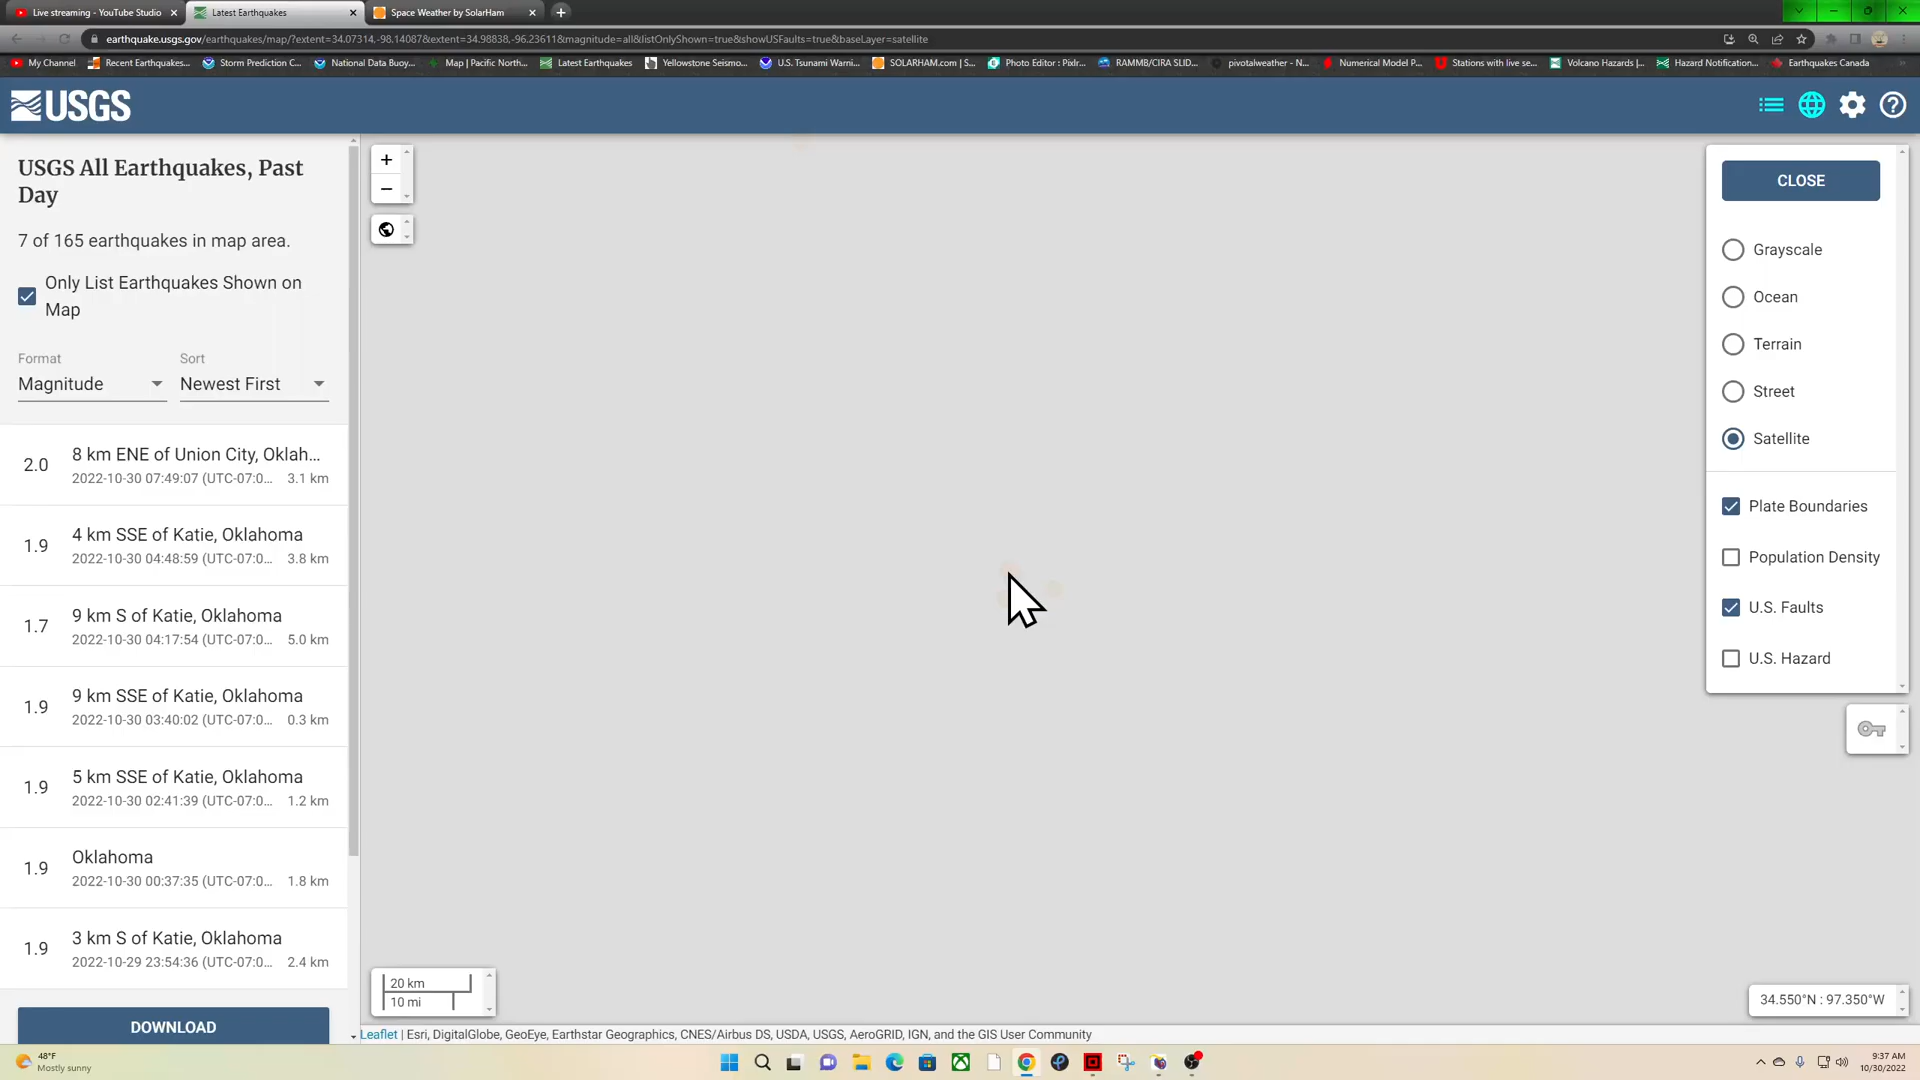 Live streaming - YouTube Studio
Latest Earthquakes
Space Weather by SolarHam
earthquake.usgs.gov/earthquakes/map/?extent=34.07314,-98.14087&extent=34.98838,-96.23611&magnitude=all&listOnlyShown=true&showUSFaults=true&baseLayer=satellite
My Channel
Recent Earthquakes...
Storm Prediction C...
National Data Buoy...
Map | Pacific North...
Latest Earthquakes
Yellowstone Seismo...
U.S. Tsunami Warni...
SOLARHAM.com | S...
Photo Editor : Pixlr...
RAMMB/CIRA SLID...
pivotalweather - N...
Numerical Model P...
Stations with live se...
Volcano Hazards |...
Hazard Notification...
Earthquakes Canada
USGS
USGS All Earthquakes, Past
Day
7 of 165 earthquakes in map area.
Only List Earthquakes Shown on
Map
Format
Sort
Magnitude
Newest First
2.0
8 km ENE of Union City, Oklah...
2022-10-30 07:49:07 (UTC-07:0... 3.1 km
1.9
4 km SSE of Katie, Oklahoma
2022-10-30 04:48:59 (UTC-07:0... 3.8 km
1.7
9 km S of Katie, Oklahoma
2022-10-30 04:17:54 (UTC-07:0... 5.0 km
1.9
9 km SSE of Katie, Oklahoma
2022-10-30 03:40:02 (UTC-07:0... 0.3 km
1.9
5 km SSE of Katie, Oklahoma
2022-10-30 02:41:39 (UTC-07:0... 1.2 km
1.9
Oklahoma
2022-10-30 00:37:35 (UTC-07:0... 1.8 km
1.9
3 km S of Katie, Oklahoma
2022-10-29 23:54:36 (UTC-07:0... 2.4 km
DOWNLOAD
+
−
CLOSE
Grayscale
Ocean
Terrain
Street
Satellite
Plate Boundaries
Population Density
U.S. Faults
U.S. Hazard
20 km
10 mi
34.550°N : 97.350°W
Leaflet | Esri, DigitalGlobe, GeoEye, Earthstar Geographics, CNES/Airbus DS, USDA, USGS, AeroGRID, IGN, and the GIS User Community
48°F
Mostly sunny
9:37 AM
10/30/2022